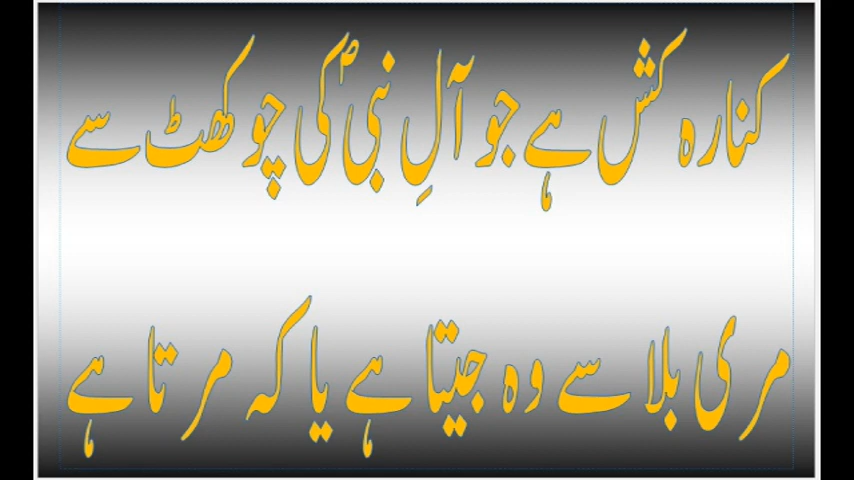 کنارہ کش ہے جو آلِ نبیؐ کی چوکھٹ سے
مری بلا سے وہ جیتا ہے یا کہ مرتا ہے